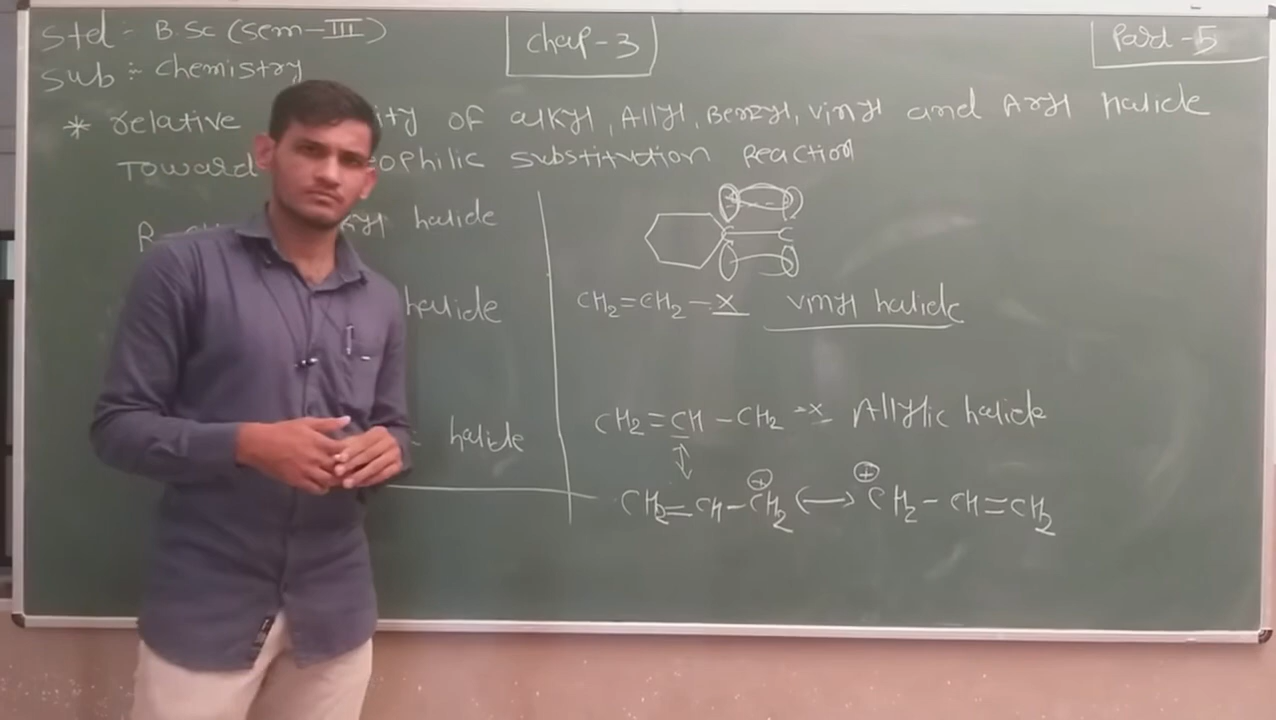 Std :- B.Sc (Sem-III)
Chap-3
Part-5
Sub :- Chemistry
* relative ity of alkyl, Allyl, Benzyl, vinyl and Aryl halide
Toward ophilic substitution Reaction
halide
C C
CH2=CH2-X vinyl halide
halide
CH2=CH-CH2-X Allylic halide
halide
CH2=CH-CH2⊕ ⟷ ⊕CH2-CH=CH2